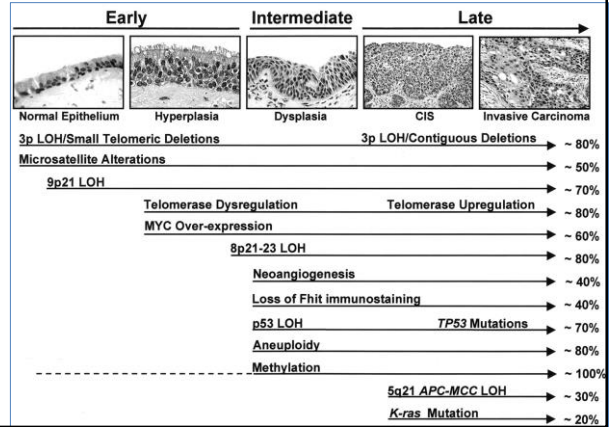 Early Intermediate Late
Normal Epithelium Hyperplasia Dysplasia CIS Invasive Carcinoma
3p LOH/Small Telomeric Deletions 3p LOH/Contiguous Deletions ~ 80%
Microsatellite Alterations ~ 50%
9p21 LOH ~ 70%
Telomerase Dysregulation Telomerase Upregulation ~ 80%
MYC Over-expression ~ 60%
8p21-23 LOH ~ 80%
Neoangiogenesis ~ 40%
Loss of Fhit immunostaining ~ 40%
p53 LOH TP53 Mutations ~ 70%
Aneuploidy ~ 80%
Methylation ~ 100%
5q21 APC-MCC LOH ~ 30%
K-ras Mutation ~ 20%